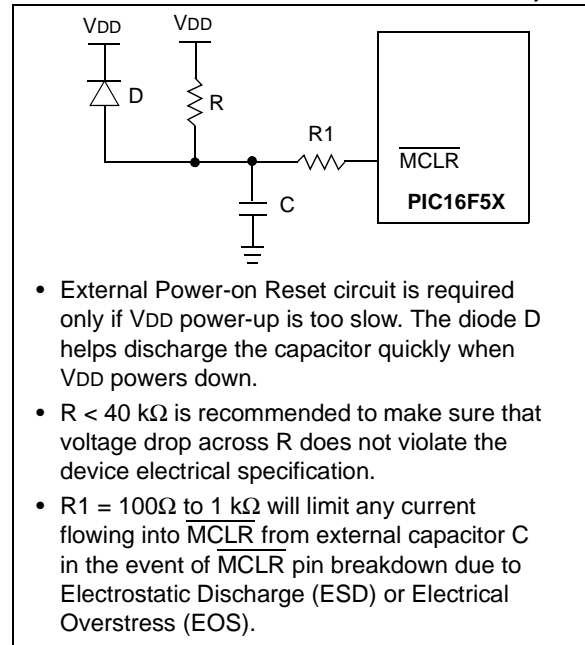 VDD VDD
D
R
R1
MCLR
C
PIC16F5X
• External Power-on Reset circuit is required
only if VDD power-up is too slow. The diode D
helps discharge the capacitor quickly when
VDD powers down.
• R < 40 kΩ is recommended to make sure that
voltage drop across R does not violate the
device electrical specification.
• R1 = 100Ω to 1 kΩ will limit any current
flowing into MCLR from external capacitor C
in the event of MCLR pin breakdown due to
Electrostatic Discharge (ESD) or Electrical
Overstress (EOS).